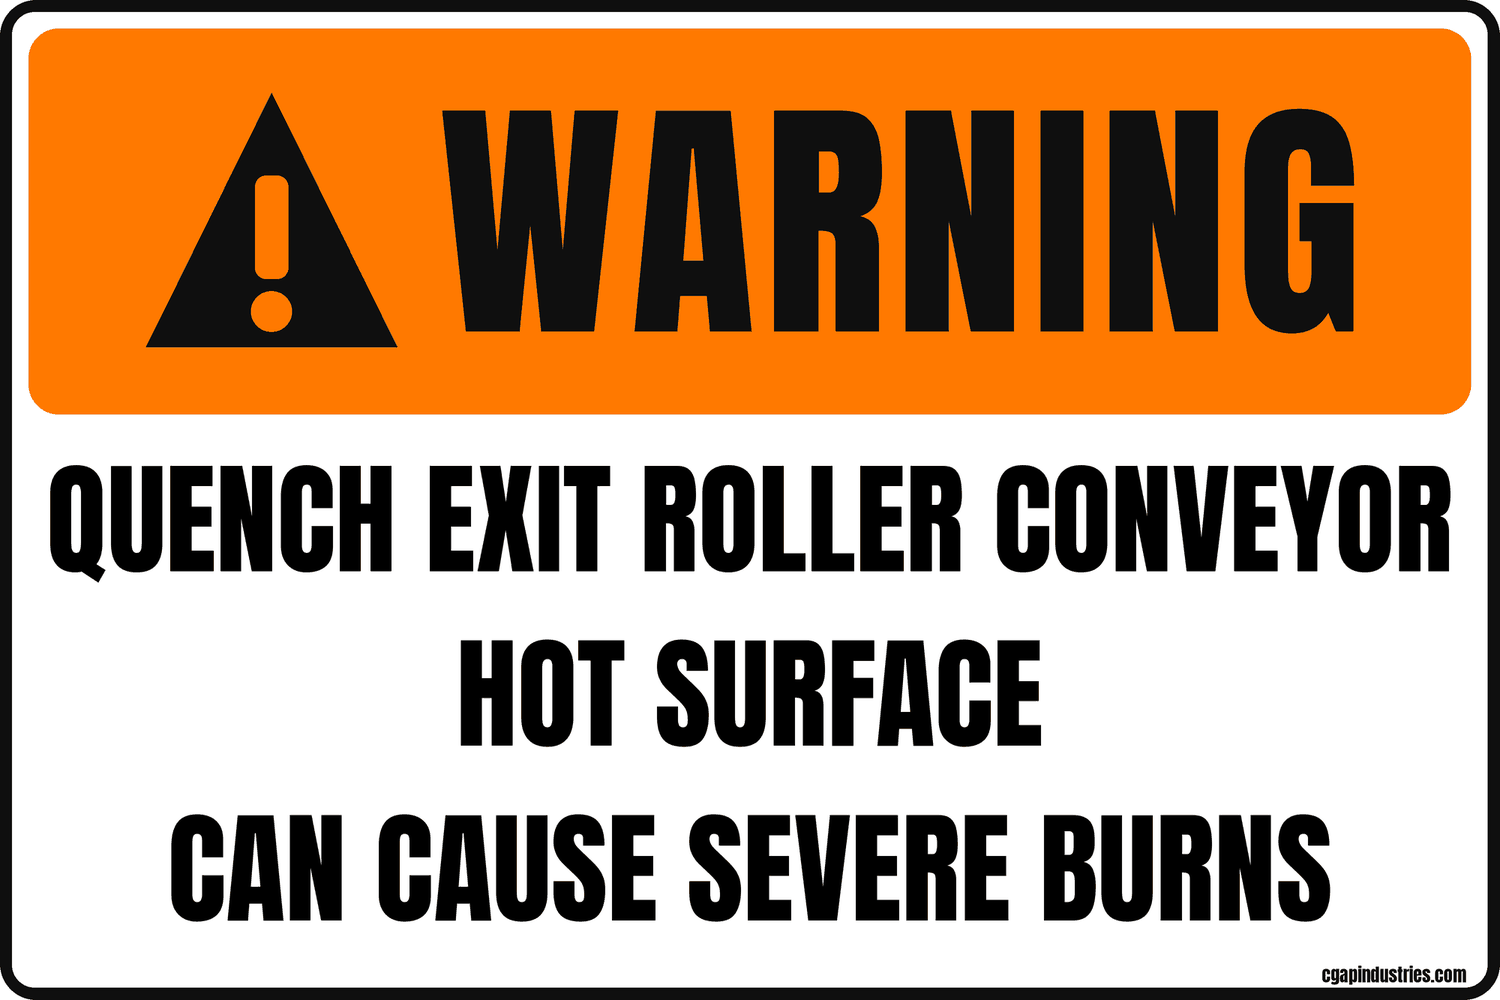 WARNING
QUENCH EXIT ROLLER CONVEYOR
HOT SURFACE
CAN CAUSE SEVERE BURNS
cgapindustries.com